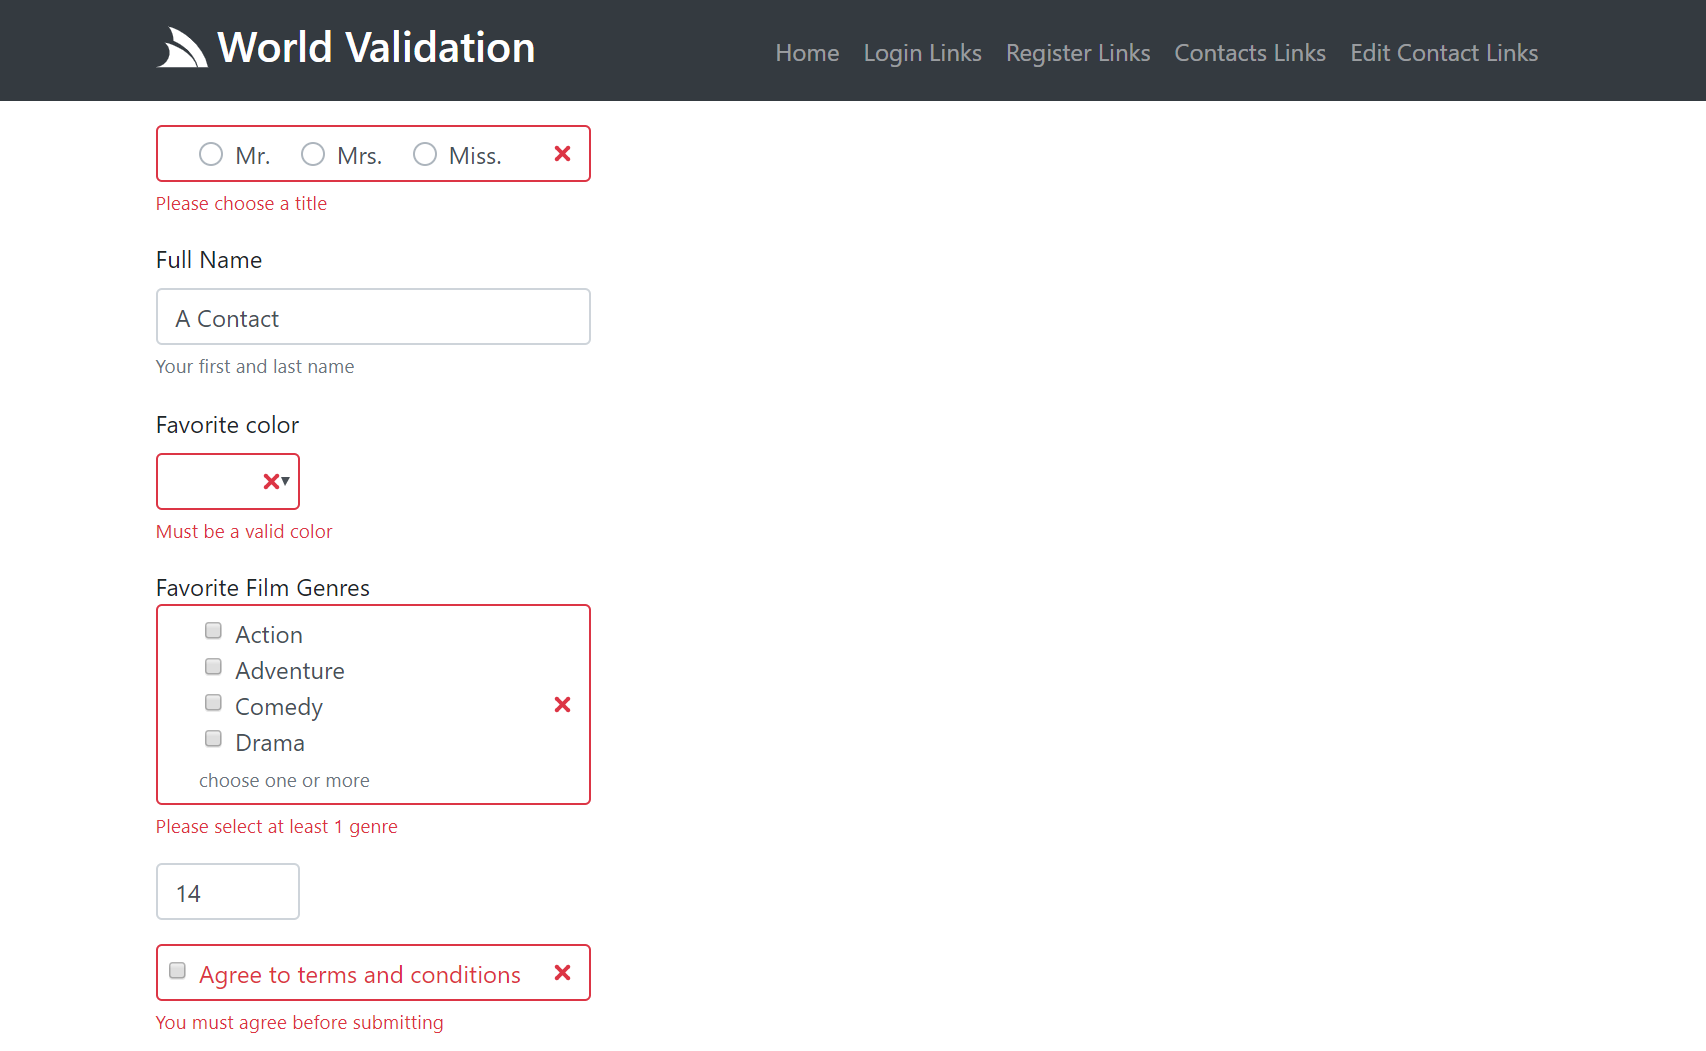 World Validation
Home Login Links Register Links Contacts Links Edit Contact Links
Mr. Mrs. Miss.
Please choose a title
Full Name
A Contact
Your first and last name
Favorite color
Must be a valid color
Favorite Film Genres
Action
Adventure
Comedy
Drama
choose one or more
Please select at least 1 genre
14
Agree to terms and conditions
You must agree before submitting